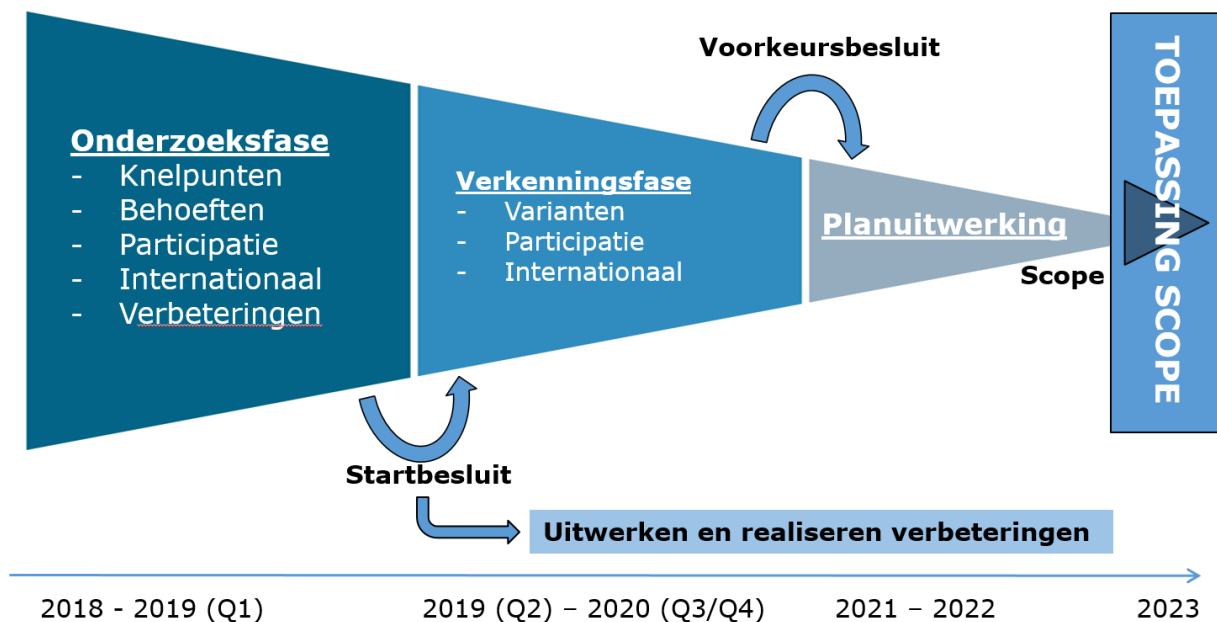 Onderzoeksfase
- Knelpunten
- Behoeften
- Participatie
- Internationaal
- Verbeteringen
Verkenningsfase
- Varianten
- Participatie
- Internationaal
Voorkeursbesluit
Planuitwerking
Scope
TOEPASSING SCOPE
Startbesluit
Uitwerken en realiseren verbeteringen
2018 - 2019 (Q1)
2019 (Q2) – 2020 (Q3/Q4)
2021 – 2022
2023